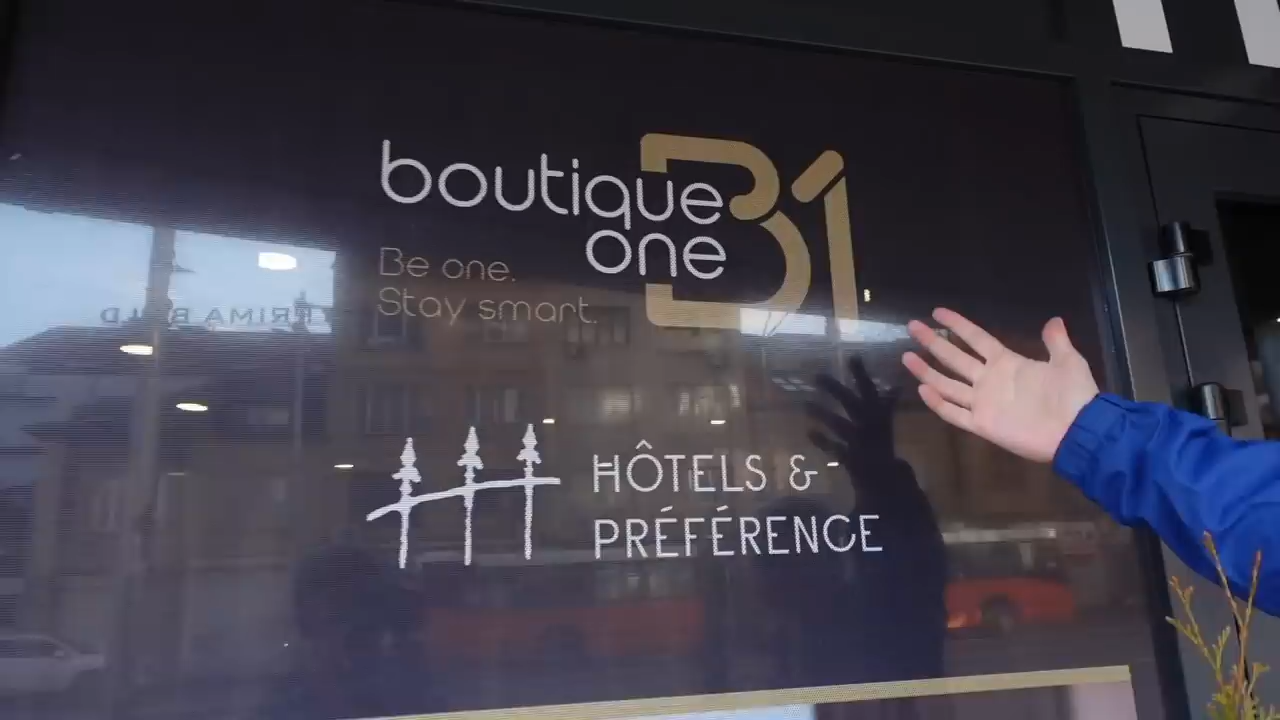 boutique
one
B1
Be one.
Stay smart.
HÔTELS &
PRÉFÉRENCE